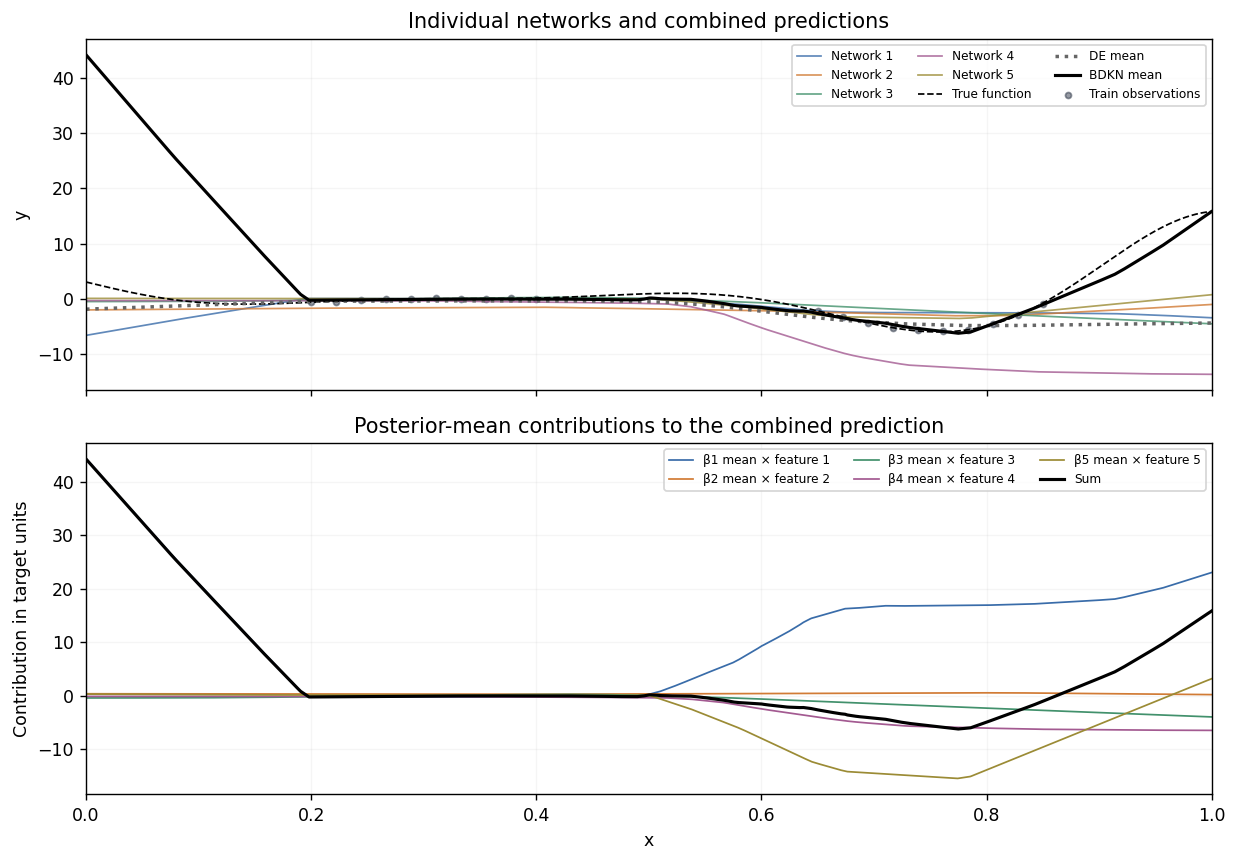 Individual networks and combined predictions
Network 1
Network 2
Network 3
Network 4
Network 5
True function
DE mean
BDKN mean
Train observations
40
30
20
10
0
−10
y
Posterior-mean contributions to the combined prediction
β1 mean × feature 1
β2 mean × feature 2
β3 mean × feature 3
β4 mean × feature 4
β5 mean × feature 5
Sum
40
30
20
10
0
−10
Contribution in target units
0.0 0.2 0.4 0.6 0.8 1.0
x